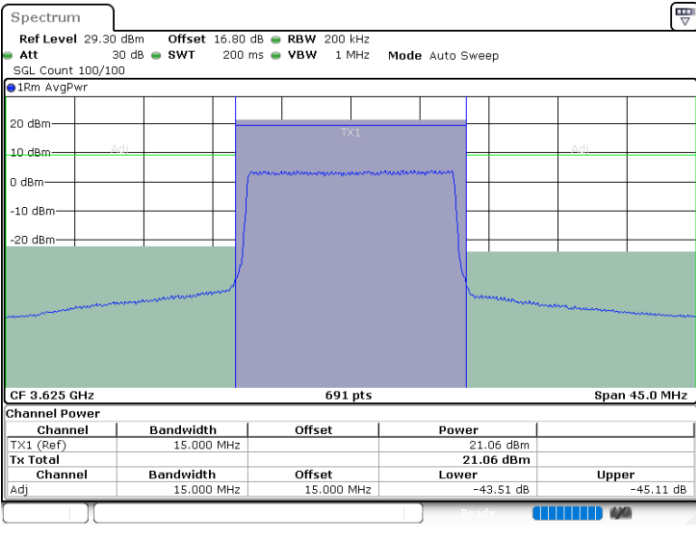 Spectrum
Ref Level 29.30 dBm Offset 16.80 dB RBW 200 kHz
Att 30 dB SWT 200 ms VBW 1 MHz Mode Auto Sweep
SGL Count 100/100
1Rm AvgPwr
20 dBm
TX1
10 dBm Adj Adj
0 dBm
-10 dBm
-20 dBm
CF 3.625 GHz 691 pts Span 45.0 MHz
Channel Power
Channel Bandwidth Offset Power
TX1 (Ref) 15.000 MHz 21.06 dBm
Tx Total 21.06 dBm
Channel Bandwidth Offset Lower Upper
Adj 15.000 MHz 15.000 MHz -43.51 dB -45.11 dB
Ready